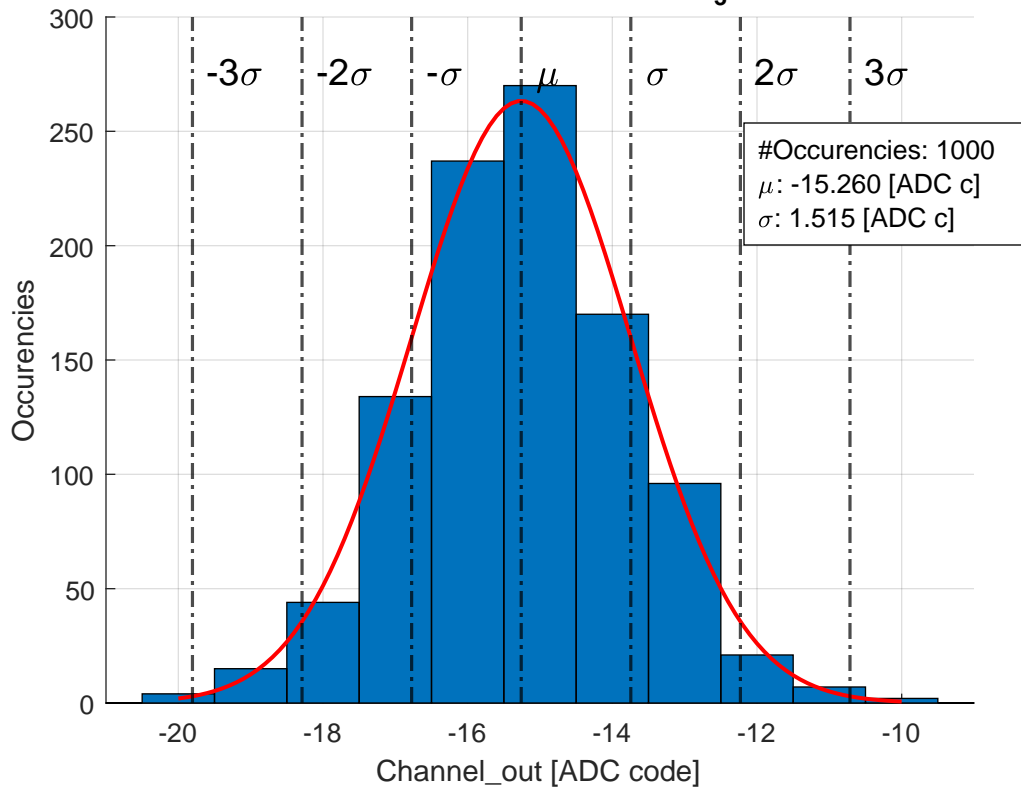 300
-3σ -2σ -σ μ σ 2σ 3σ
250
#Occurencies: 1000
μ: -15.260 [ADC c]
σ: 1.515 [ADC c]
200
Occurencies
150
100
50
0
-20 -18 -16 -14 -12 -10
Channel_out [ADC code]